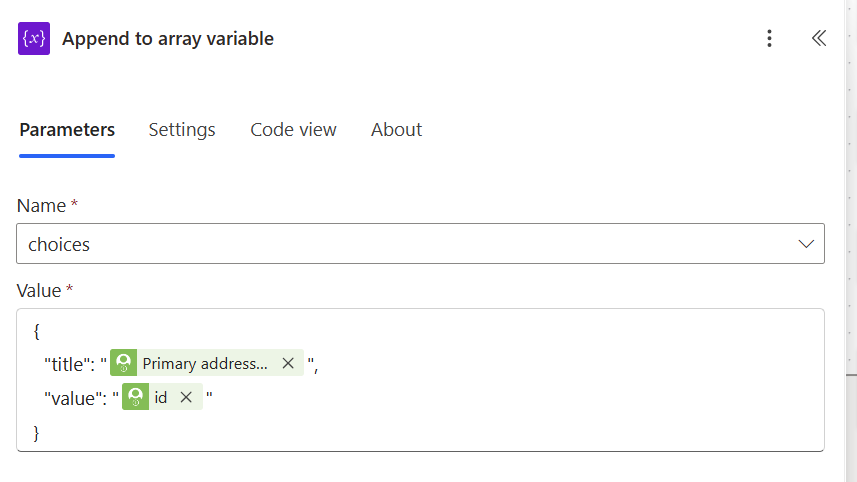 {x} Append to array variable
Parameters Settings Code view About
Name *
choices
Value *
{
"title": " Primary address... ",
"value": " id "
}